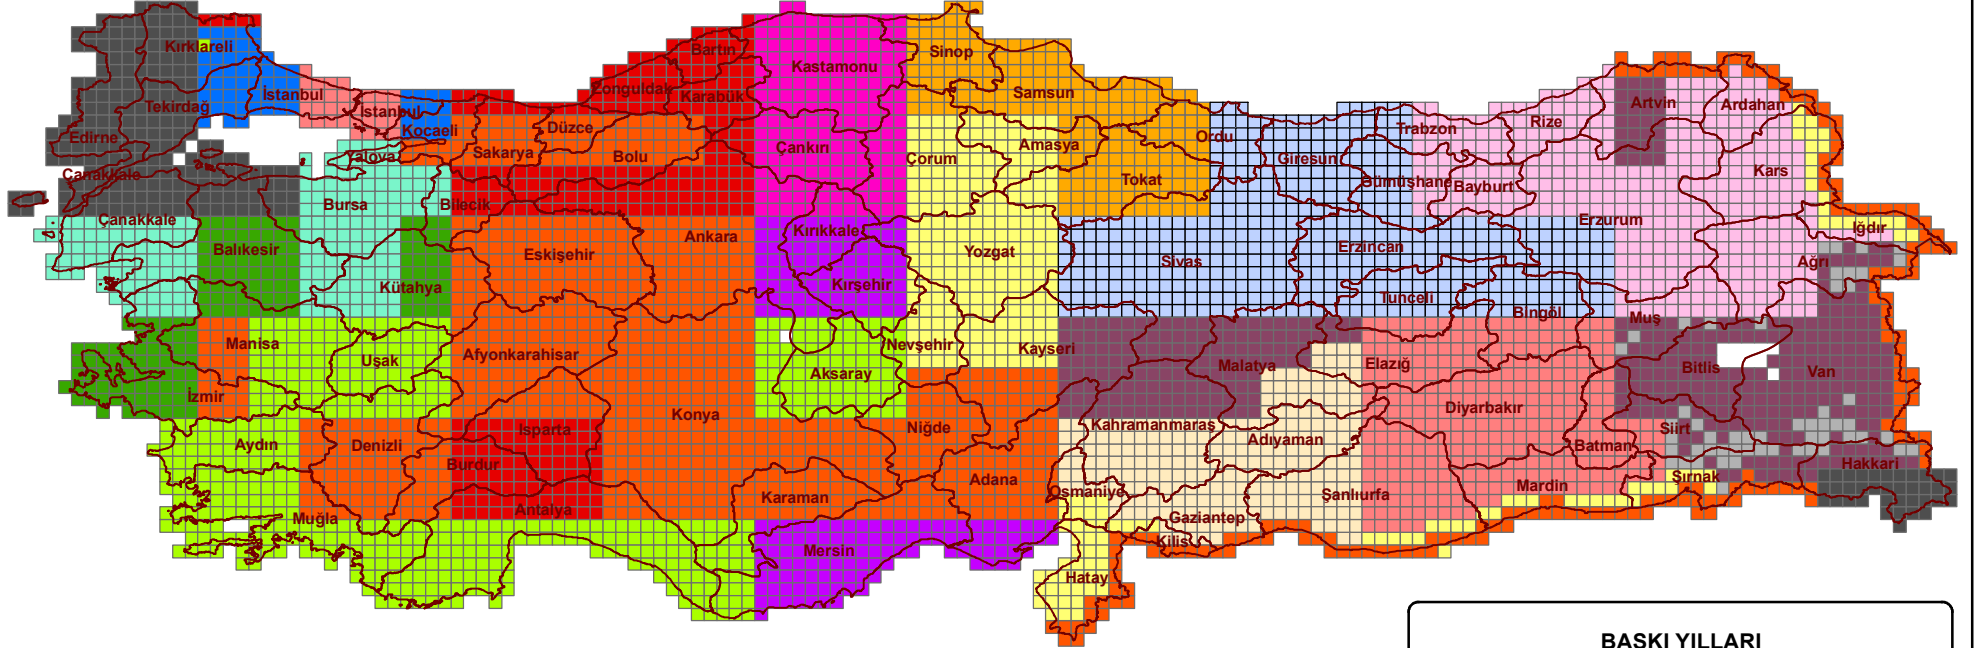 Kırklareli
Bartın
Sinop
Kastamonu
Zonguldak
Karabük
Samsun
İstanbul
Tekirdağ
İstanbul
Artvin
Ardahan
Kocaeli
Düzce
Edirne
Sakarya
Bolu
Çankırı
Çorum
Amasya
Ordu
Giresun
Trabzon
Rize
Yalova
Çanakkale
Kars
Tokat
Gümüşhane
Bayburt
Bursa
Bilecik
Çanakkale
Erzurum
Iğdır
Balıkesir
Ankara
Kırıkkale
Eskişehir
Yozgat
Sivas
Erzincan
Ağrı
Kütahya
Kırşehir
Tunceli
Bingöl
Muş
Manisa
Uşak
Afyonkarahisar
Nevşehir
Kayseri
Malatya
Elazığ
Bitlis
Van
Aksaray
İzmir
Konya
Diyarbakır
Isparta
Niğde
Kahramanmaraş
Adıyaman
Siirt
Aydın
Denizli
Batman
Burdur
Hakkari
Adana
Şırnak
Karaman
Osmaniye
Şanlıurfa
Mardin
Antalya
Muğla
Gaziantep
Kilis
Mersin
Hatay
BASKI YILLARI